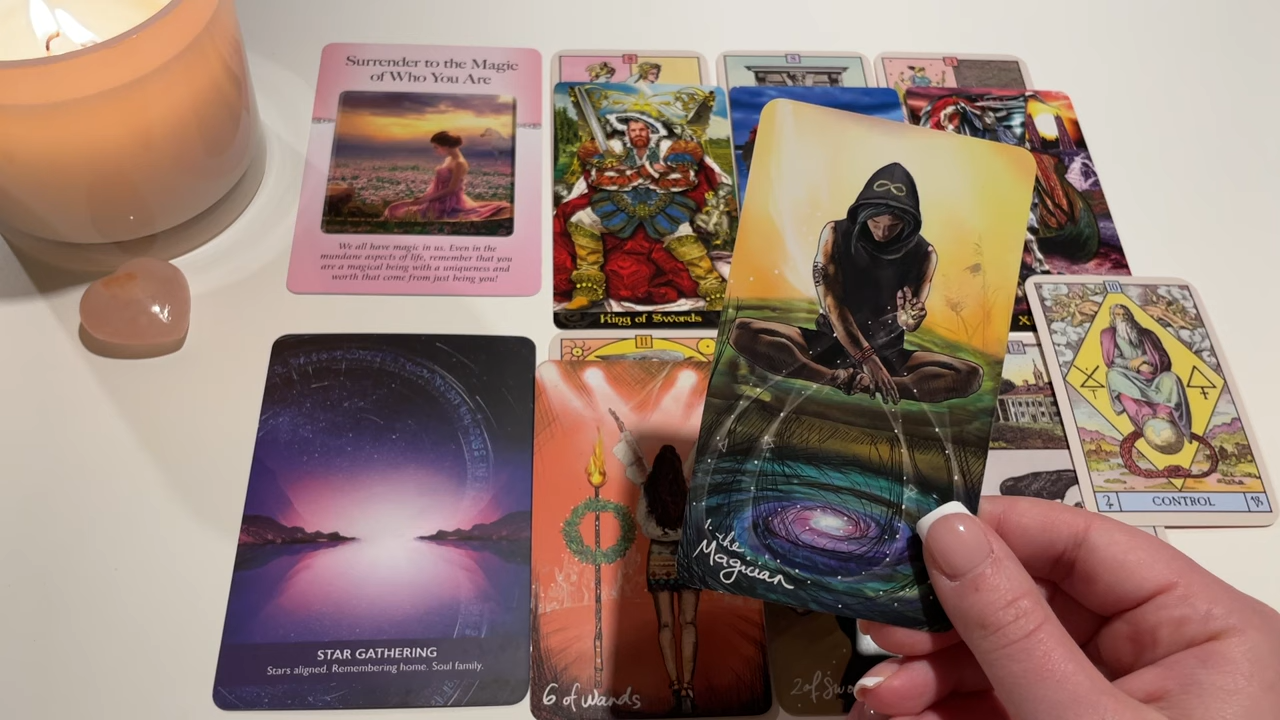 Surrender to the Magic
of Who You Are
We all have magic in us. Even in the
mundane aspects of life, remember that you
are a magical being with a uniqueness and
worth that come from just being you!
King of Swords
X
10
CONTROL
11
12
1. the
Magician
STAR GATHERING
Stars aligned. Remembering home. Soul family.
6 of wands
2 of swo